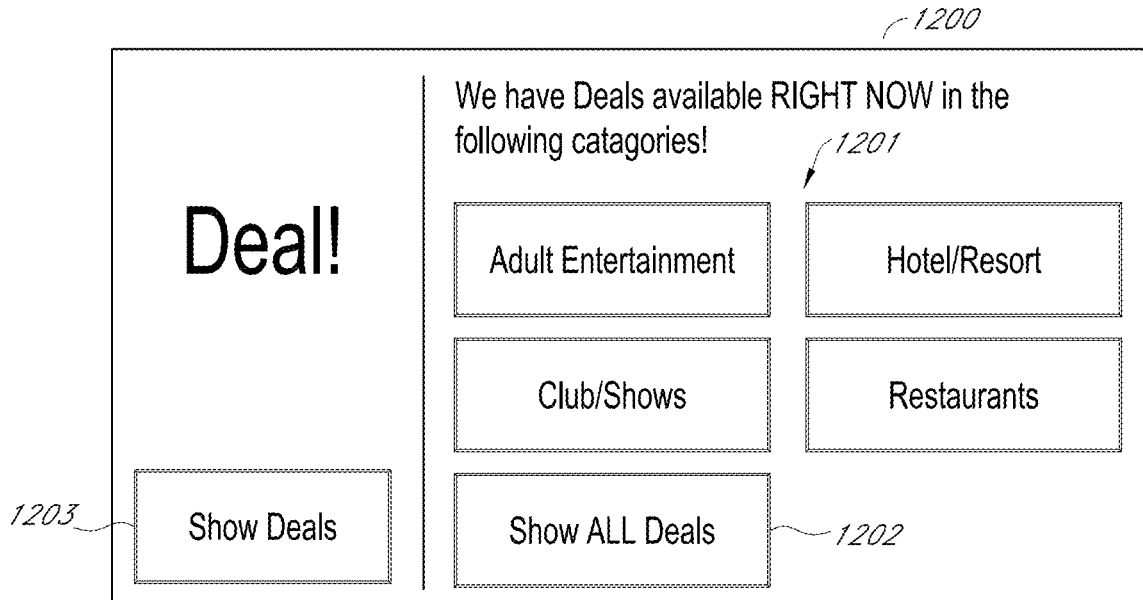 1200
We have Deals available RIGHT NOW in the
following catagories!
1201
Deal!
Adult Entertainment
Hotel/Resort
Club/Shows
Restaurants
1203
Show Deals
Show ALL Deals
1202